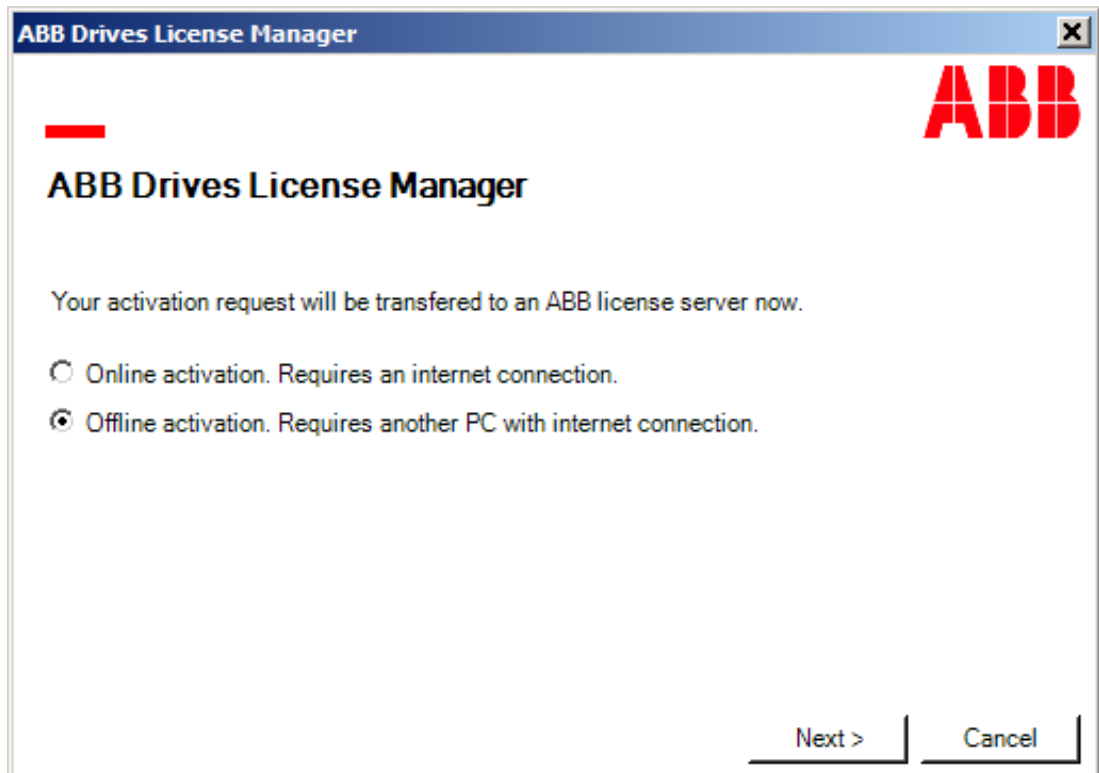 ABB Drives License Manager
ABB
ABB Drives License Manager
Your activation request will be transfered to an ABB license server now.
Online activation. Requires an internet connection.
Offline activation. Requires another PC with internet connection.
Next > Cancel